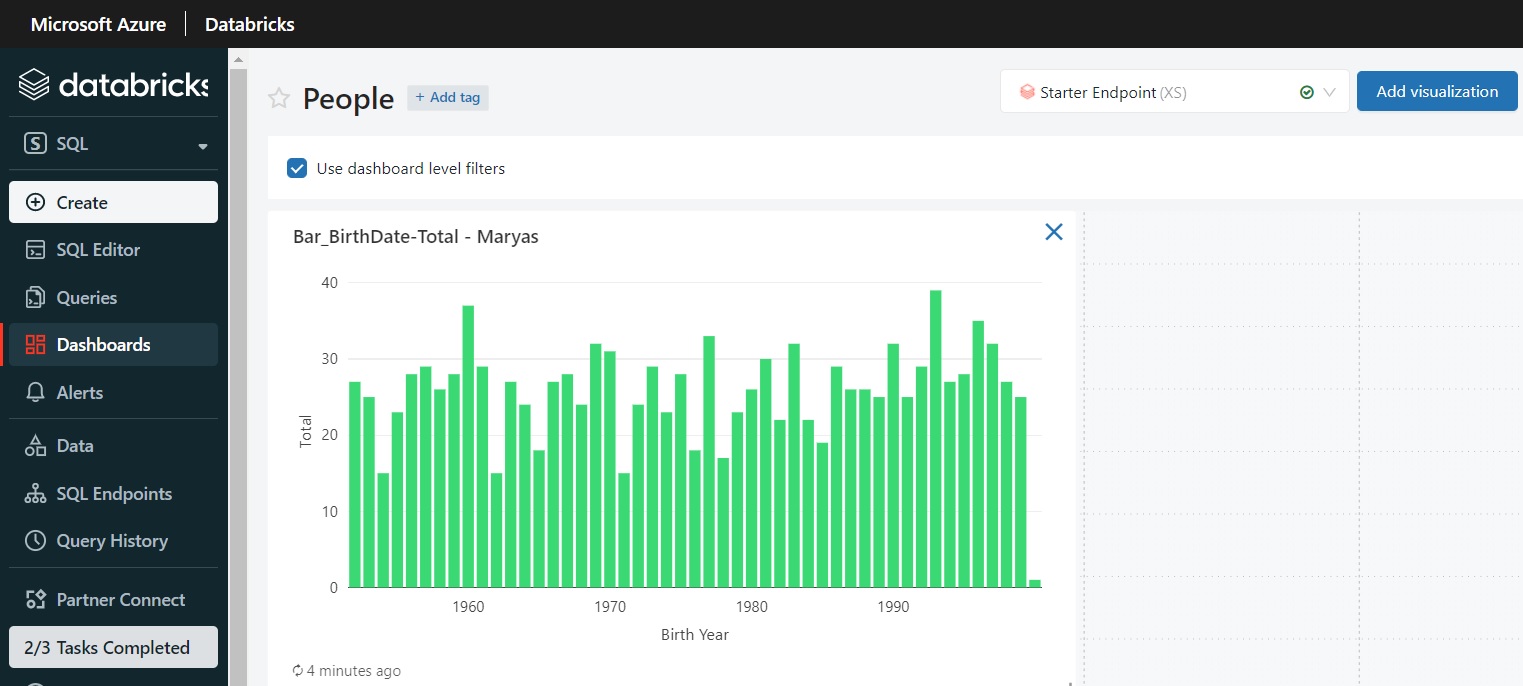 Microsoft Azure | Databricks
databricks
S SQL
Create
SQL Editor
Queries
Dashboards
Alerts
Data
SQL Endpoints
Query History
Partner Connect
2/3 Tasks Completed
People + Add tag
Starter Endpoint (XS)
Add visualization
Use dashboard level filters
Bar_BirthDate-Total - Maryas
40
30
20
10
0
Total
1960 1970 1980 1990
Birth Year
4 minutes ago